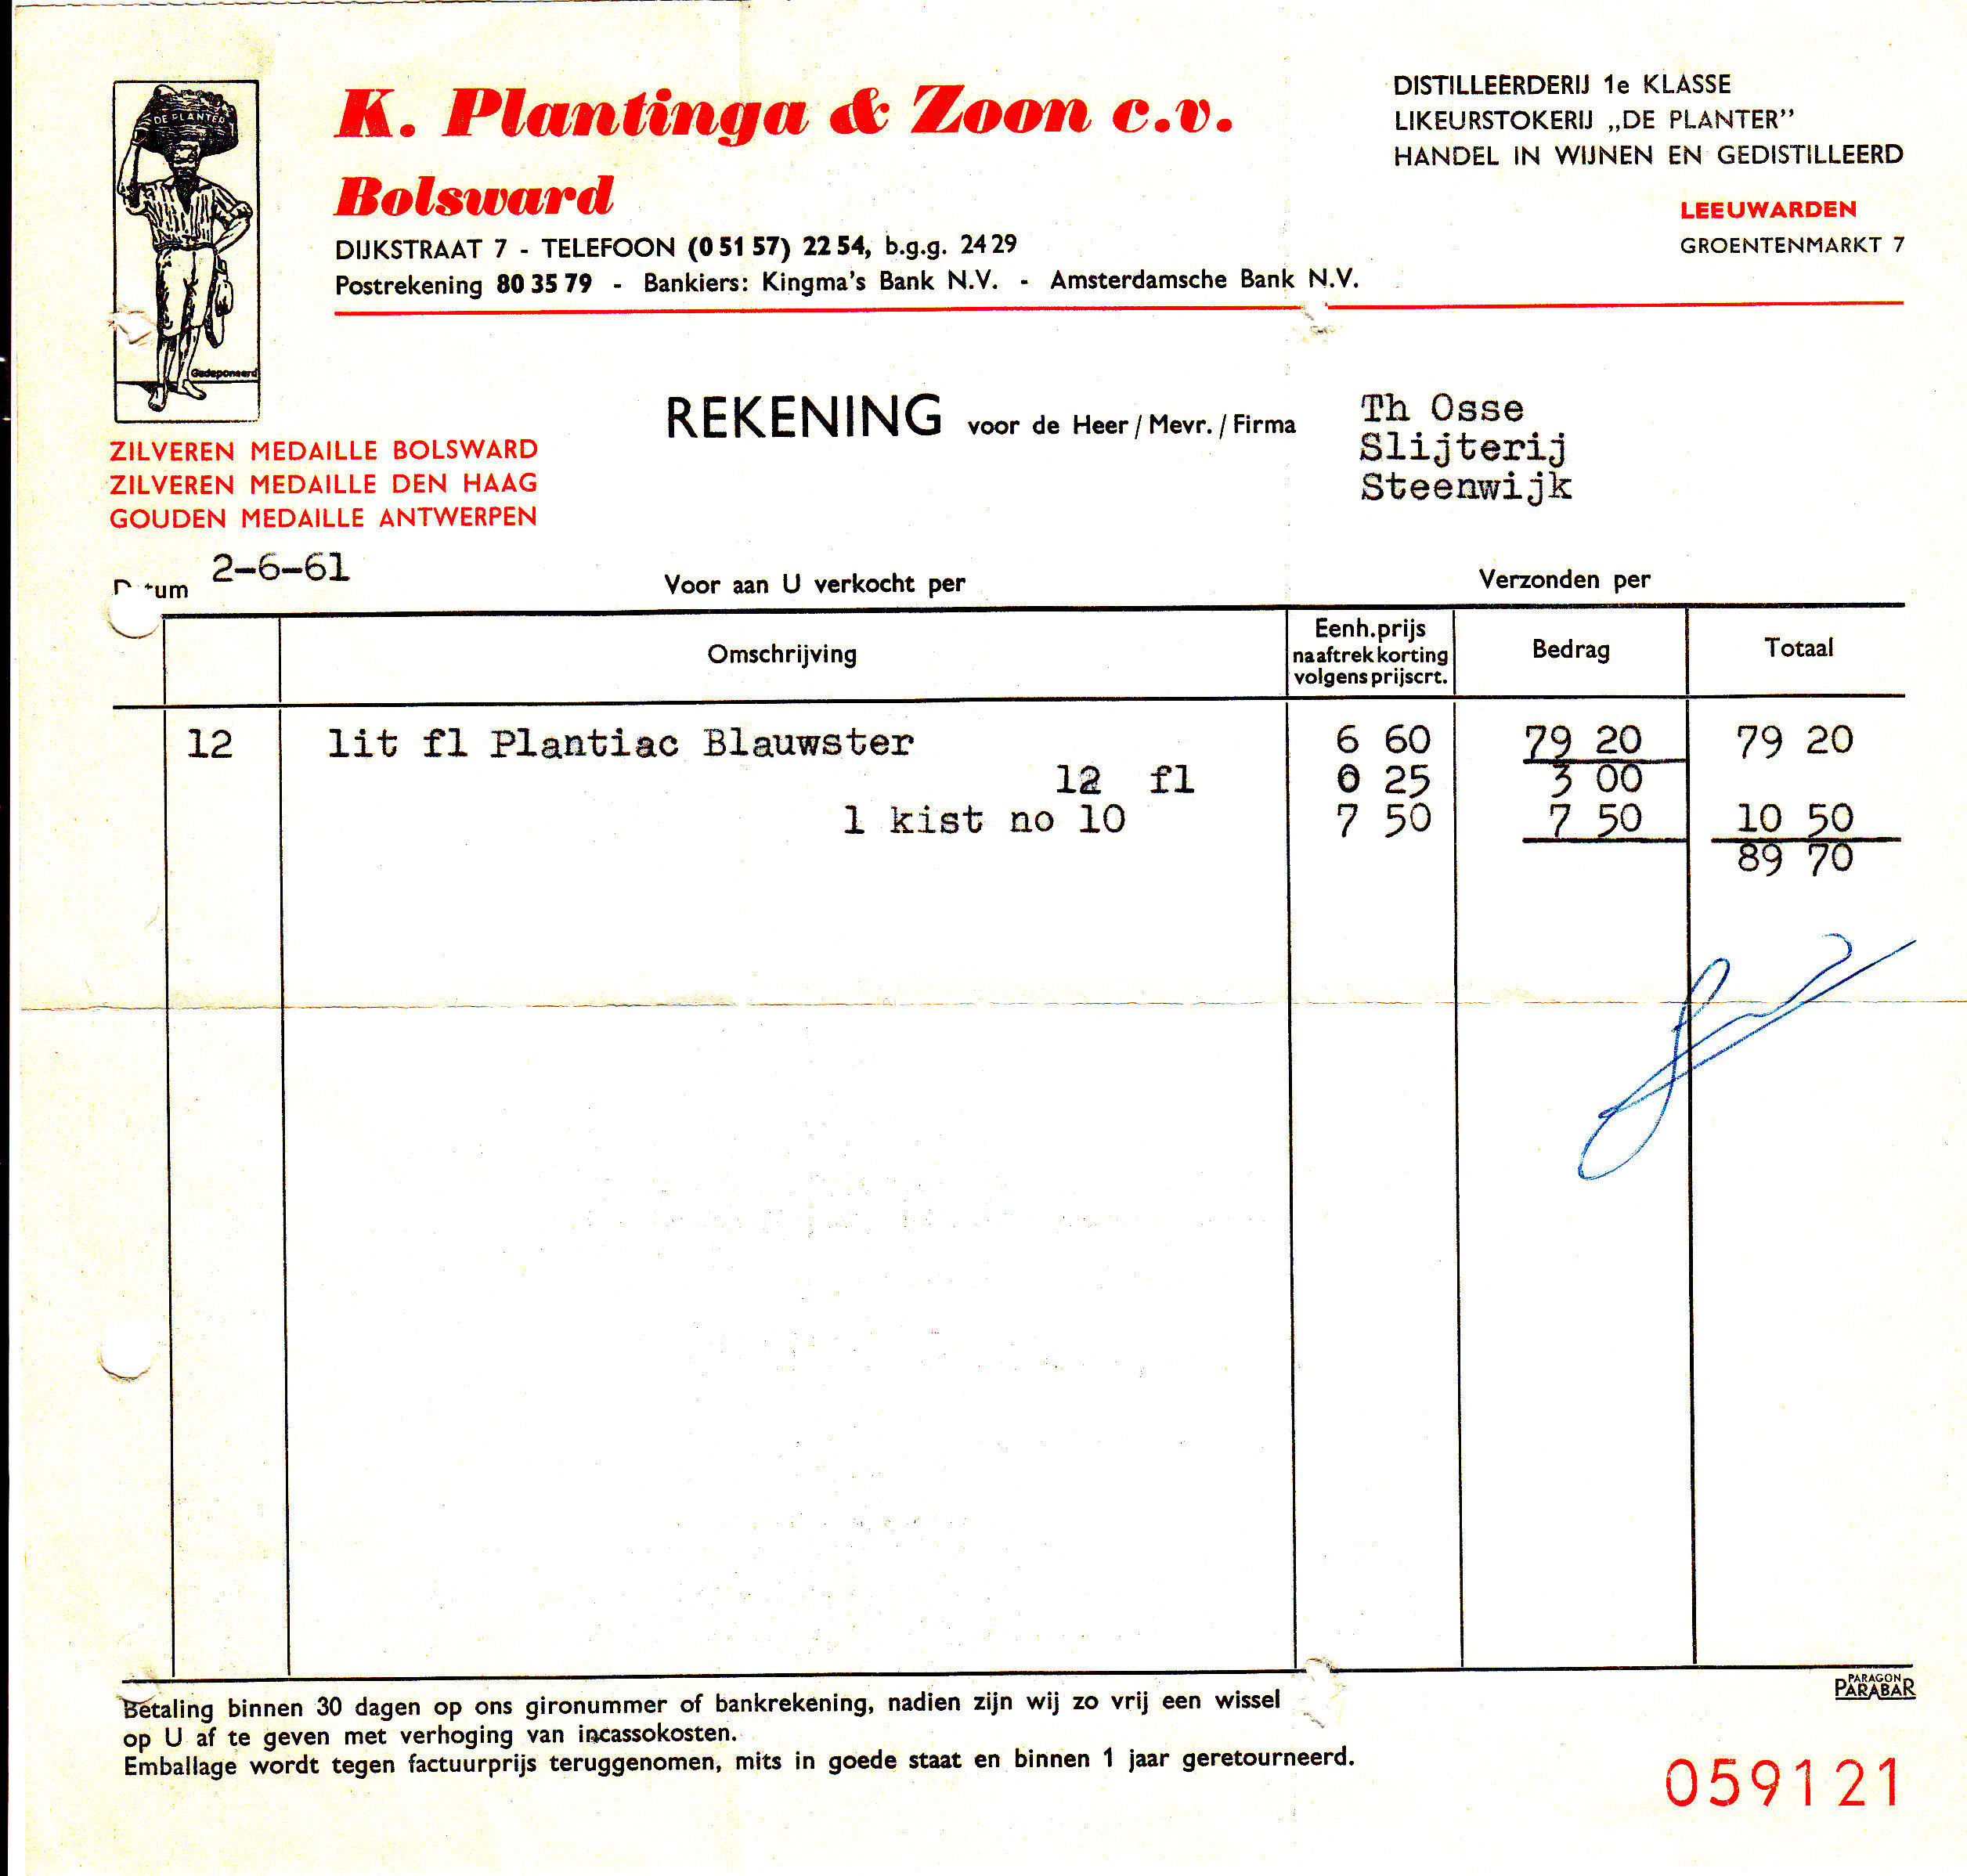 DE PLANTER
Gedeponeerd
K. Plantinga & Zoon c.v.
Bolsward
DIJKSTRAAT 7 - TELEFOON (0 51 57) 22 54, b.g.g. 24 29
Postrekening 80 35 79 - Bankiers: Kingma's Bank N.V. - Amsterdamsche Bank N.V.
DISTILLEERDERIJ 1e KLASSE
LIKEURSTOKERIJ „DE PLANTER”
HANDEL IN WIJNEN EN GEDISTILLEERD
LEEUWARDEN
GROENTENMARKT 7
ZILVEREN MEDAILLE BOLSWARD
ZILVEREN MEDAILLE DEN HAAG
GOUDEN MEDAILLE ANTWERPEN
REKENING voor de Heer / Mevr. / Firma
Th Osse
Slijterij
Steenwijk
Datum 2-6-61
Voor aan U verkocht per
Verzonden per
Omschrijving
Eenh.prijs
na aftrek korting
volgens prijscrt.
Bedrag
Totaal
12 lit fl Plantiac Blauwster 6 60 79 20 79 20
12 fl 0 25 3 00
1 kist no 10 7 50 7 50 10 50
89 70
PARAGON
PARABAR
Betaling binnen 30 dagen op ons gironummer of bankrekening, nadien zijn wij zo vrij een wissel
op U af te geven met verhoging van incassokosten.
Emballage wordt tegen factuurprijs teruggenomen, mits in goede staat en binnen 1 jaar geretourneerd.
059121